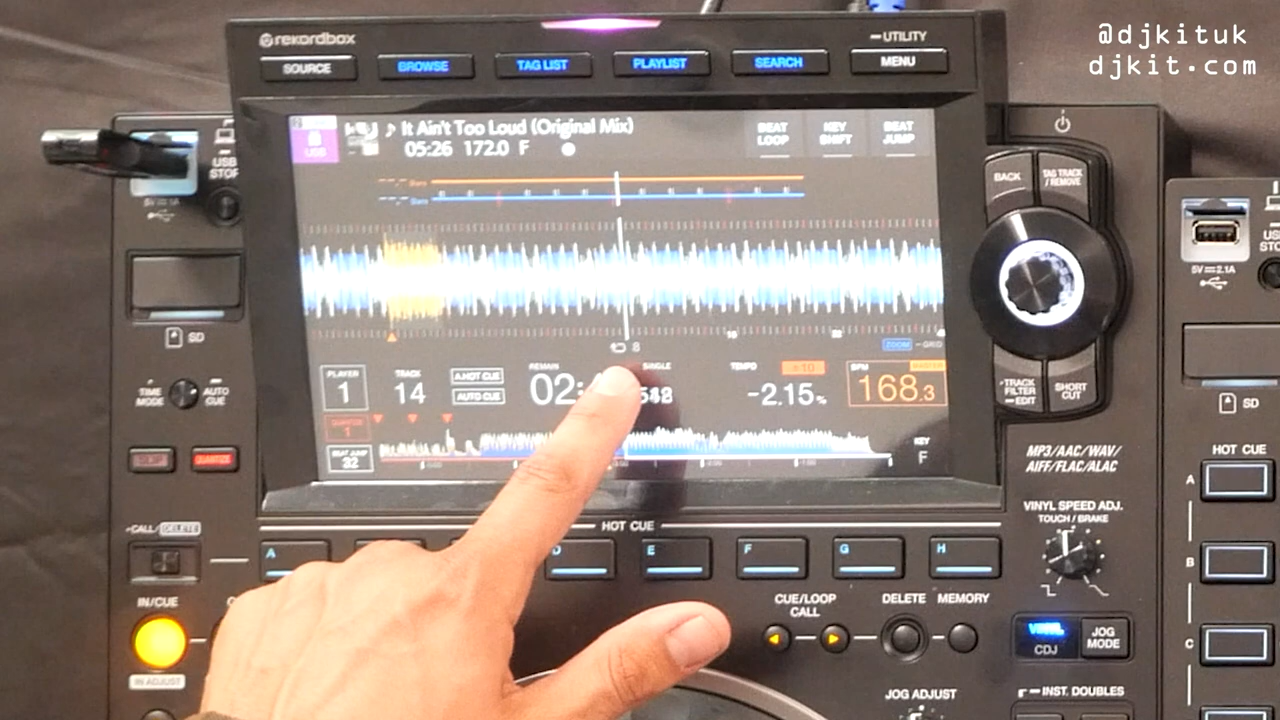 @djkituk
djkit.com
rekordbox
UTILITY
SOURCE
BROWSE
TAG LIST
PLAYLIST
SEARCH
MENU
USB
It Ain't Too Loud (Original Mix)
05:26 172.0 F
BEAT LOOP
KEY SHIFT
BEAT JUMP
USB STOP
5V⎓1A
BACK
TAG TRACK / REMOVE
5V⎓2.1A
SD
SD
TIME MODE
AUTO CUE
8
ZOOM
GRID
PLAYER
1
TRACK
14
A.HOT CUE
AUTO CUE
REMAIN
02:
SINGLE
TEMPO
±10
-2.15%
BPM
MASTER
168.3
QUANTIZE
1
BEAT JUMP
32
KEY
F
TRACK FILTER
EDIT
SHORT CUT
QUANTIZE
MP3/AAC/WAV/
AIFF/FLAC/ALAC
HOT CUE
A
B
C
VINYL SPEED ADJ.
TOUCH / BRAKE
CALL/DELETE
HOT CUE
A
D
E
F
G
H
IN/CUE
IN ADJUST
CUE/LOOP
CALL
DELETE
MEMORY
VINYL
CDJ
JOG MODE
JOG ADJUST
INST. DOUBLES